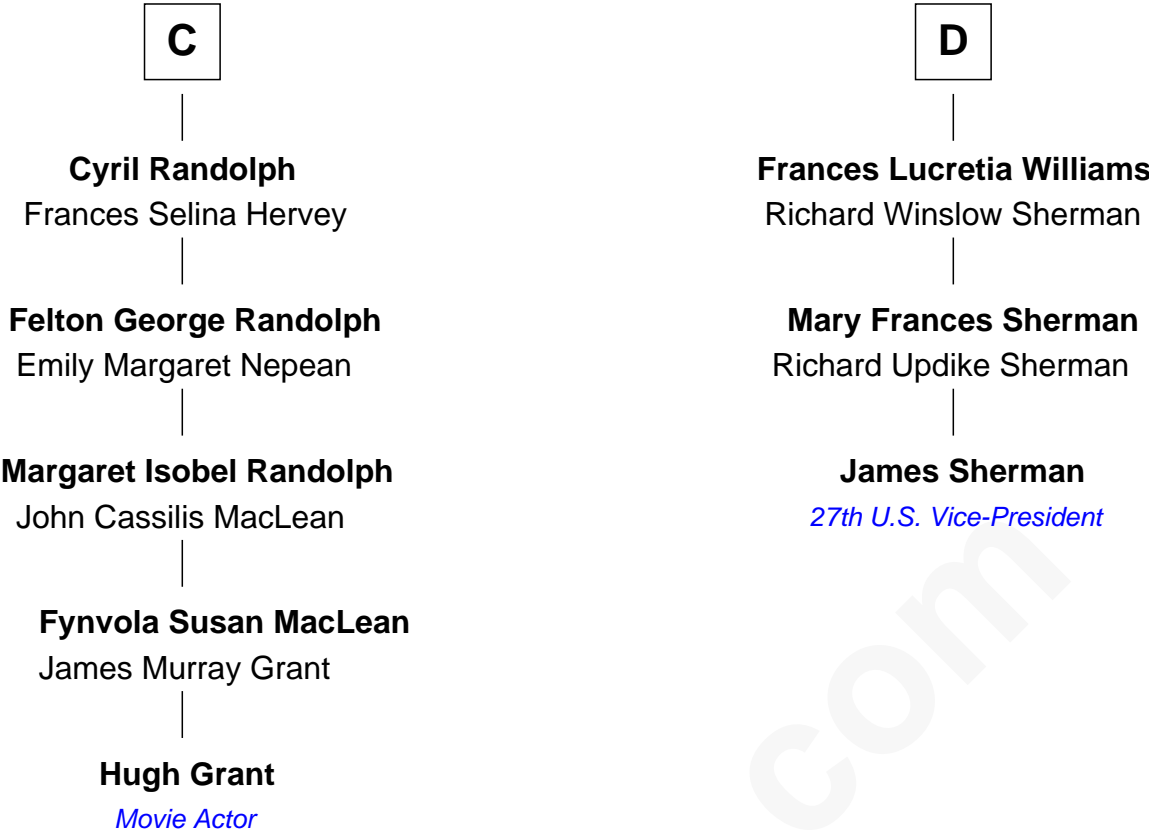 C
Cyril Randolph
Frances Selina Hervey
Felton George Randolph
Emily Margaret Nepean
Margaret Isobel Randolph
John Cassilis MacLean
Fynvola Susan MacLean
James Murray Grant
Hugh Grant
Movie Actor
D
Frances Lucretia Williams
Richard Winslow Sherman
Mary Frances Sherman
Richard Updike Sherman
James Sherman
27th U.S. Vice-President
com